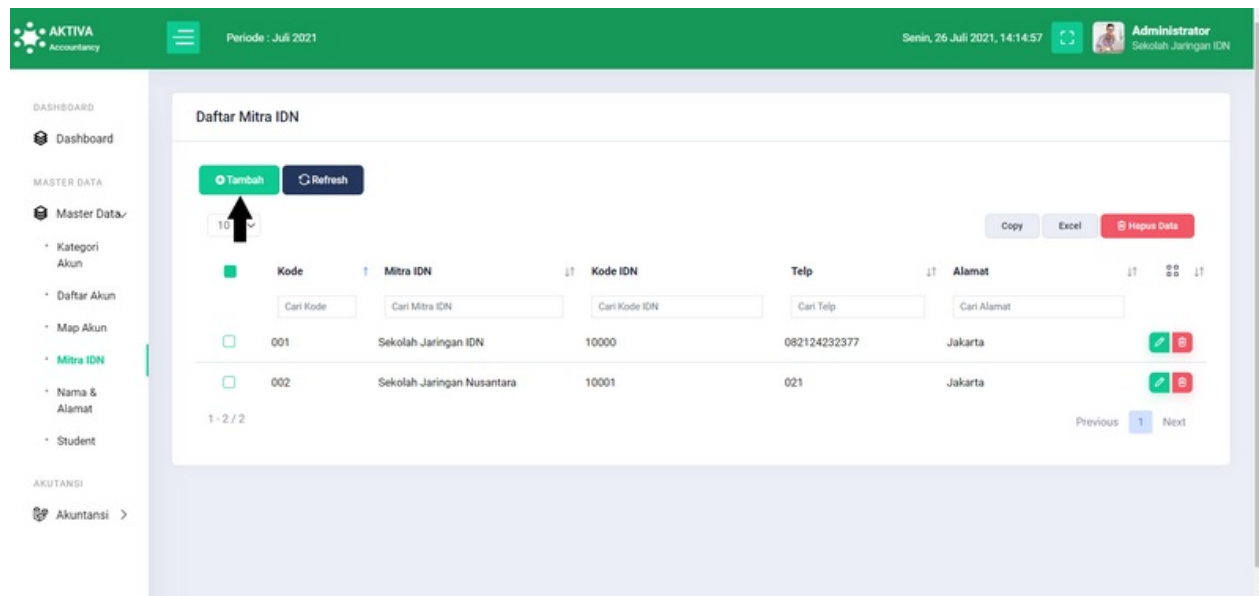 AKTIVA
Accountancy
Periode : Juli 2021
Senin, 26 Juli 2021, 14:14:57
Administrator
Sekolah Jaringan IDN
DASHBOARD
Dashboard
MASTER DATA
Master Data
Kategori
Akun
Daftar Akun
Map Akun
Mitra IDN
Nama &
Alamat
Student
AKUTANSI
Akuntansi >
Daftar Mitra IDN
Tambah Refresh
10
Copy Excel Hapus Data
Kode Mitra IDN Kode IDN Telp Alamat
Cari Kode Cari Mitra IDN Cari Kode IDN Cari Telp Cari Alamat
001 Sekolah Jaringan IDN 10000 082124232377 Jakarta
002 Sekolah Jaringan Nusantara 10001 021 Jakarta
1 - 2 / 2
Previous 1 Next